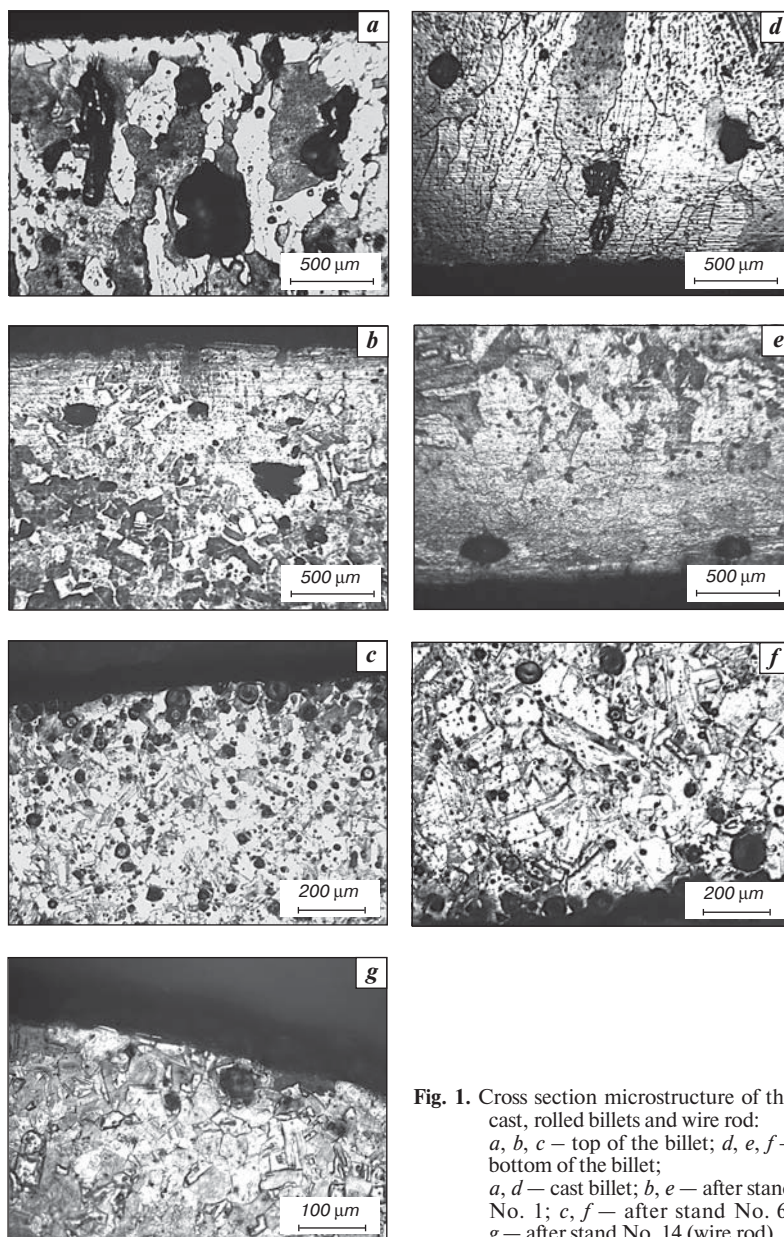 a
500 µm
d
500 µm
b
500 µm
e
500 µm
c
200 µm
f
200 µm
g
100 µm
Fig. 1. Cross section microstructure of th
cast, rolled billets and wire rod:
a, b, c – top of the billet; d, e, f –
bottom of the billet;
a, d — cast billet; b, e — after stand
No. 1; c, f — after stand No. 6
g — after stand No. 14 (wire rod)